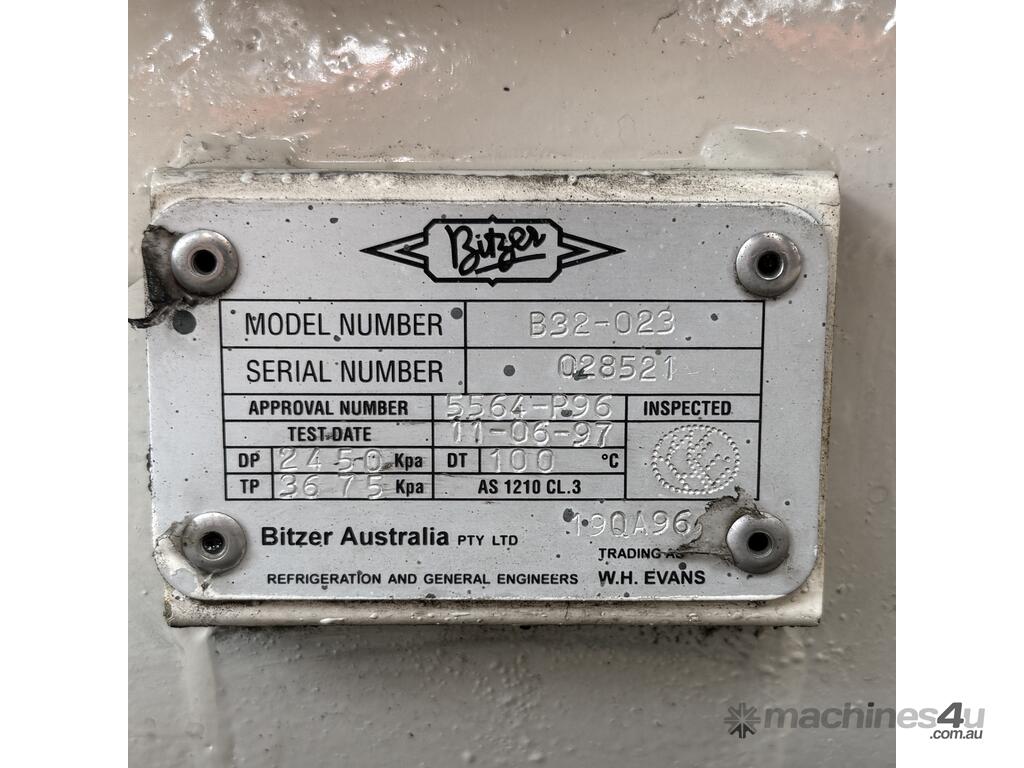 Bitzer
MODEL NUMBER B32-023
SERIAL NUMBER 028521
APPROVAL NUMBER 5564-P96 INSPECTED
TEST DATE 11-06-97
DP 2450 Kpa DT 100 °C
TP 3675 Kpa AS 1210 CL.3
19QA96
Bitzer Australia PTY LTD
TRADING AS
REFRIGERATION AND GENERAL ENGINEERS W.H. EVANS
machines4u
.com.au